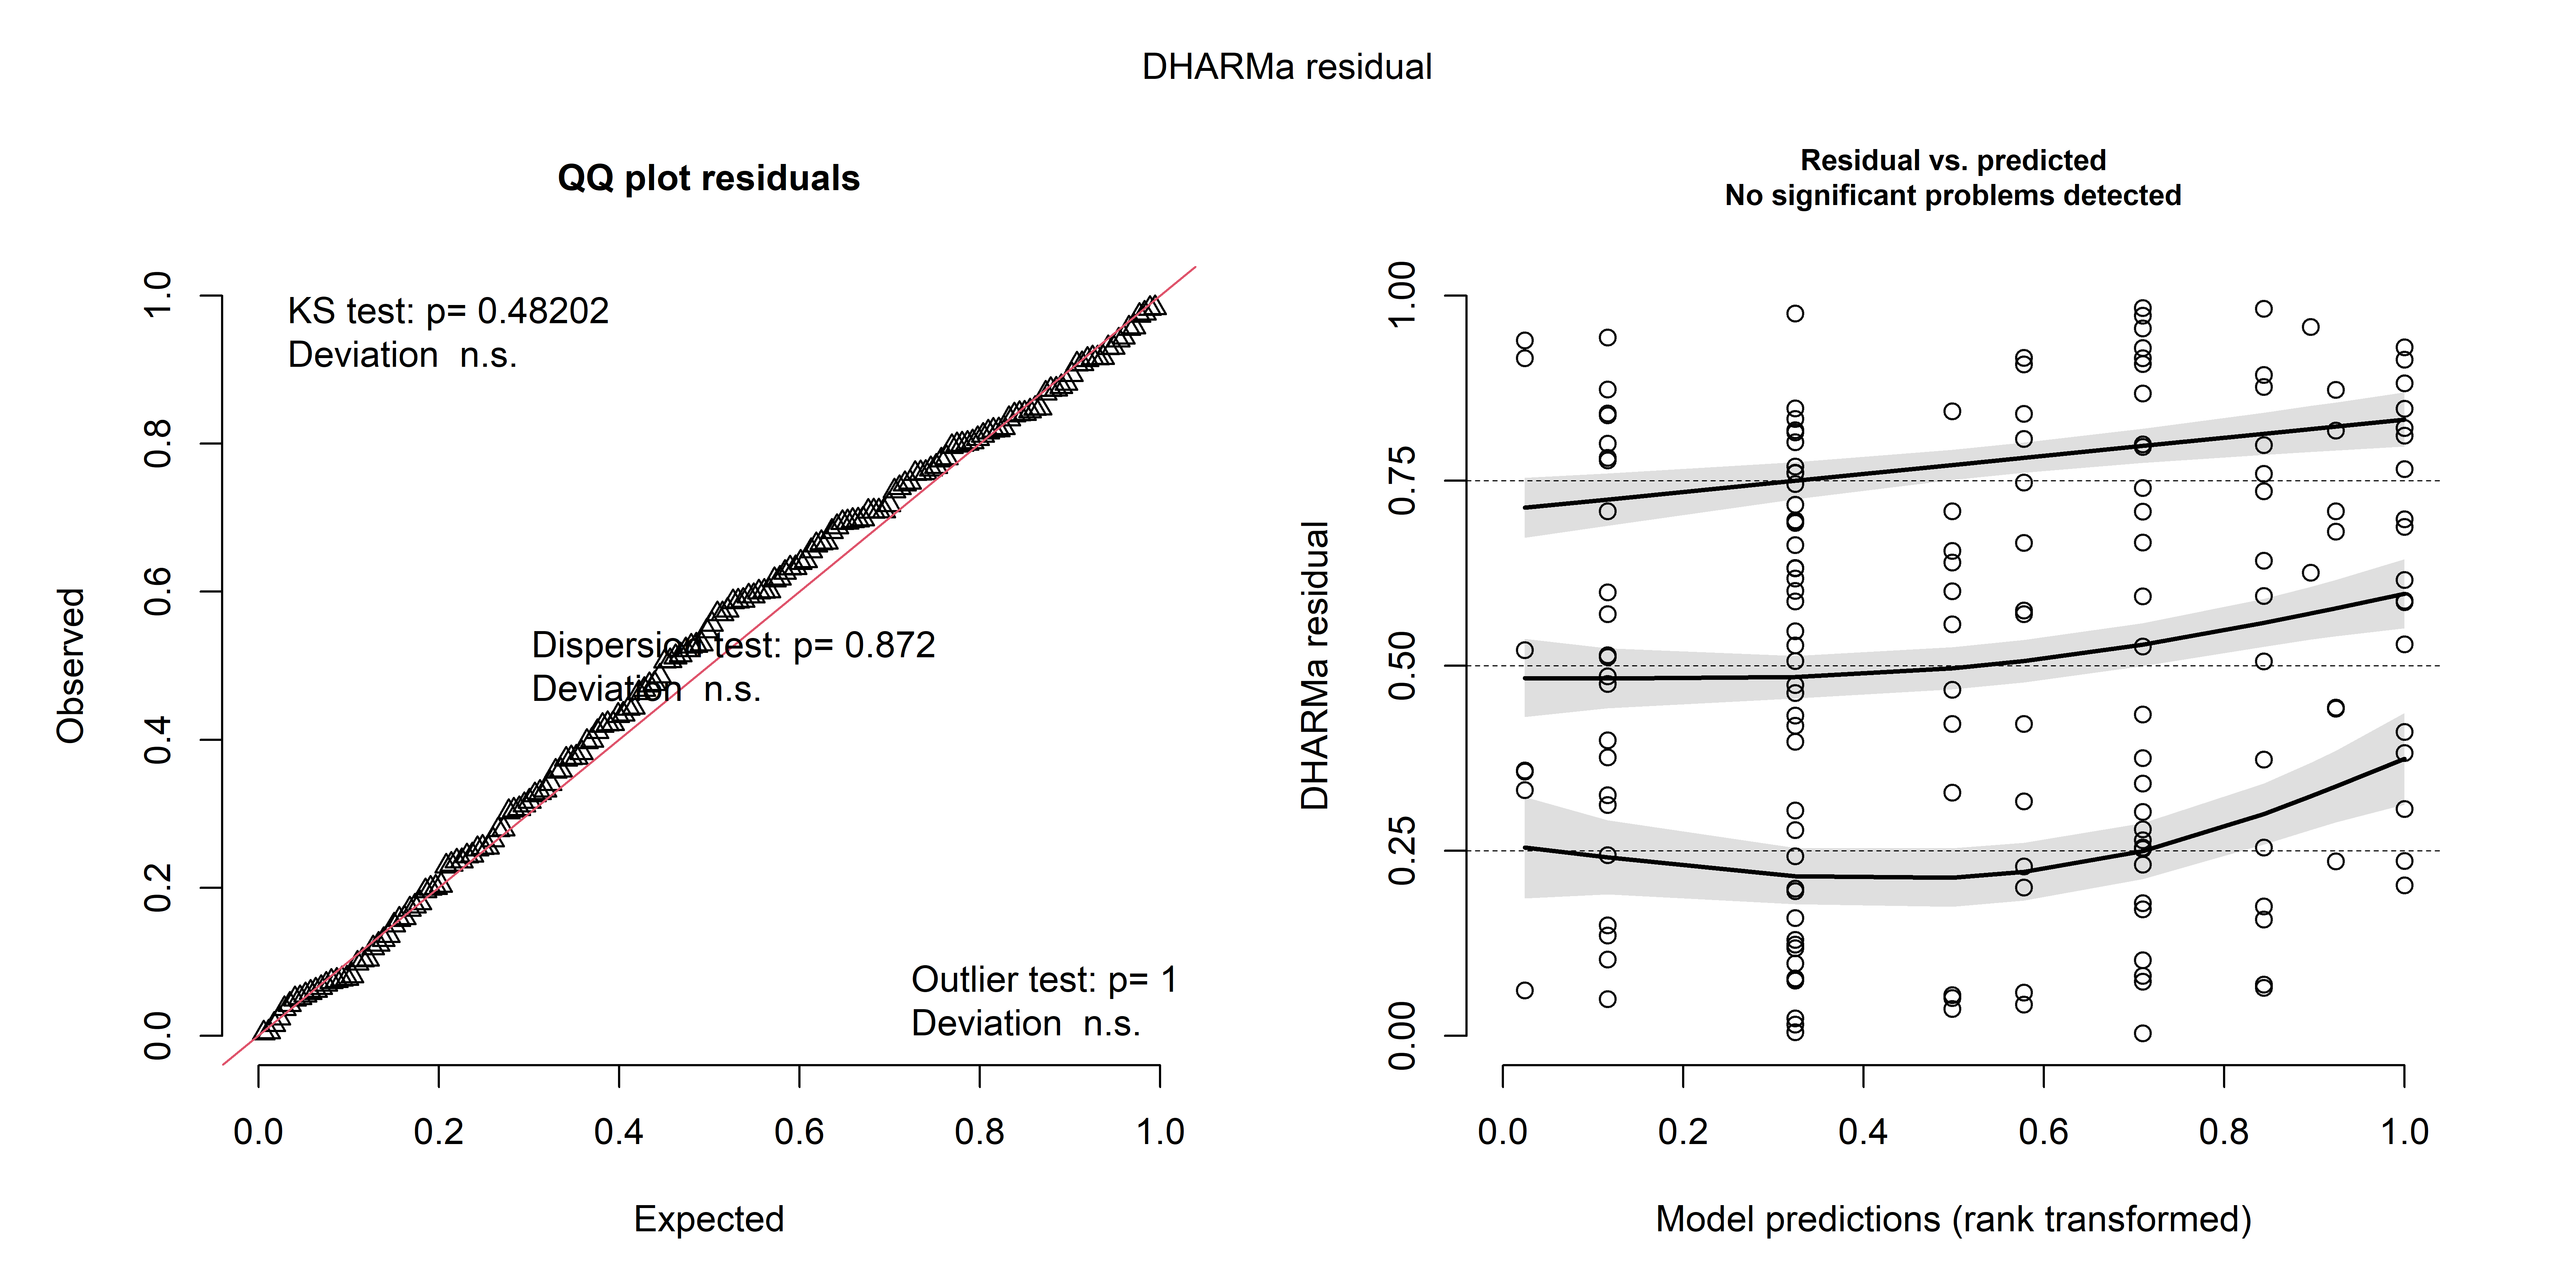 DHARMa residual
QQ plot residuals
KS test: p= 0.48202
Deviation  n.s.
Dispersion test: p= 0.872
Deviation  n.s.
Outlier test: p= 1
Deviation  n.s.
Observed
0.0
0.2
0.4
0.6
0.8
1.0
0.0 0.2 0.4 0.6 0.8 1.0
Expected
Residual vs. predicted
No significant problems detected
DHARMa residual
0.00
0.25
0.50
0.75
1.00
0.0 0.2 0.4 0.6 0.8 1.0
Model predictions (rank transformed)